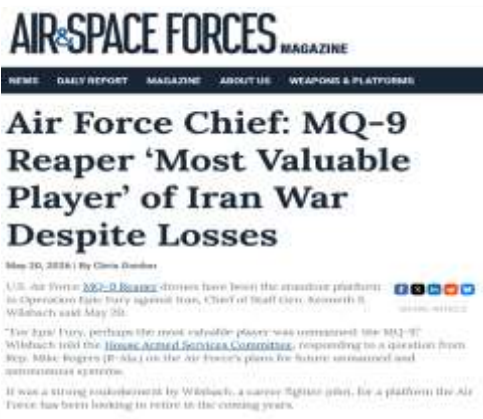 AIR&SPACE FORCES MAGAZINE
NEWS DAILY REPORT MAGAZINE ABOUT US WEAPONS & PLATFORMS
Air Force Chief: MQ-9
Reaper ‘Most Valuable
Player’ of Iran War
Despite Losses
May 20, 2026 | By Chris Gordon
U.S. Air Force MQ-9 Reaper drones have been the standout platform
in Operation Epic Fury against Iran, Chief of Staff Gen. Kenneth S.
Wilsbach said May 20.
SHARE ARTICLE
“For Epic Fury, perhaps the most valuable player was unmanned: the MQ-9,”
Wilsbach told the House Armed Services Committee, responding to a question from
Rep. Mike Rogers (R-Ala.) on the Air Force’s plans for future unmanned and
autonomous systems.
It was a strong endorsement by Wilsbach, a career fighter pilot, for a platform the Air
Force has been looking to retire in the coming years.